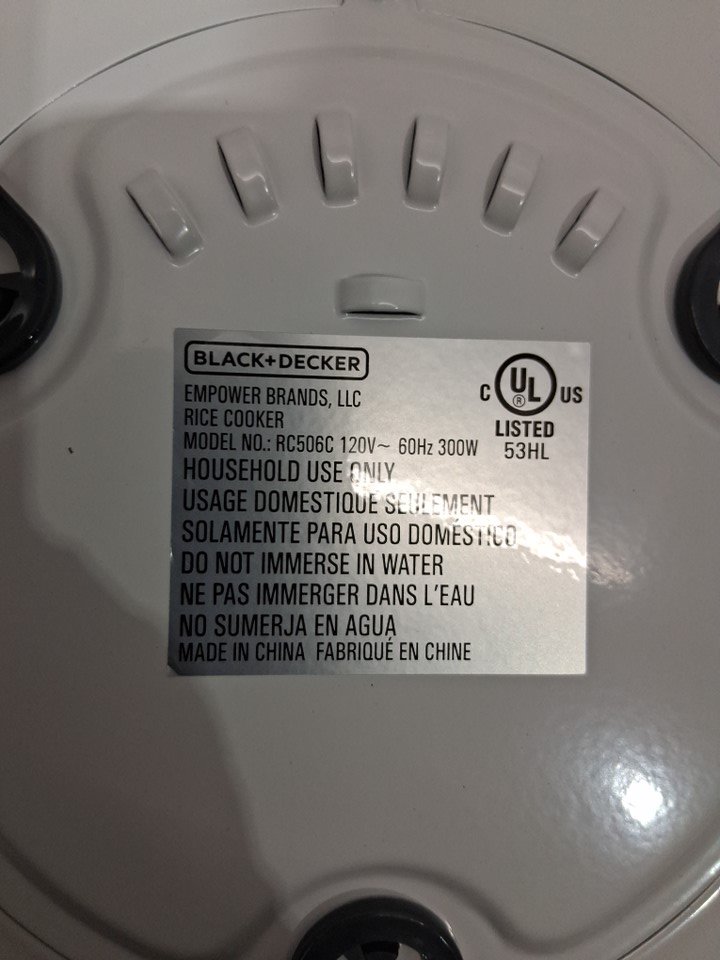 BLACK+DECKER
EMPOWER BRANDS, LLC
RICE COOKER
MODEL NO.: RC506C 120V~ 60Hz 300W
C UL® US
LISTED
53HL
HOUSEHOLD USE ONLY
USAGE DOMESTIQUE SEULEMENT
SOLAMENTE PARA USO DOMÉSTICO
DO NOT IMMERSE IN WATER
NE PAS IMMERGER DANS L'EAU
NO SUMERJA EN AGUA
MADE IN CHINA FABRIQUÉ EN CHINE